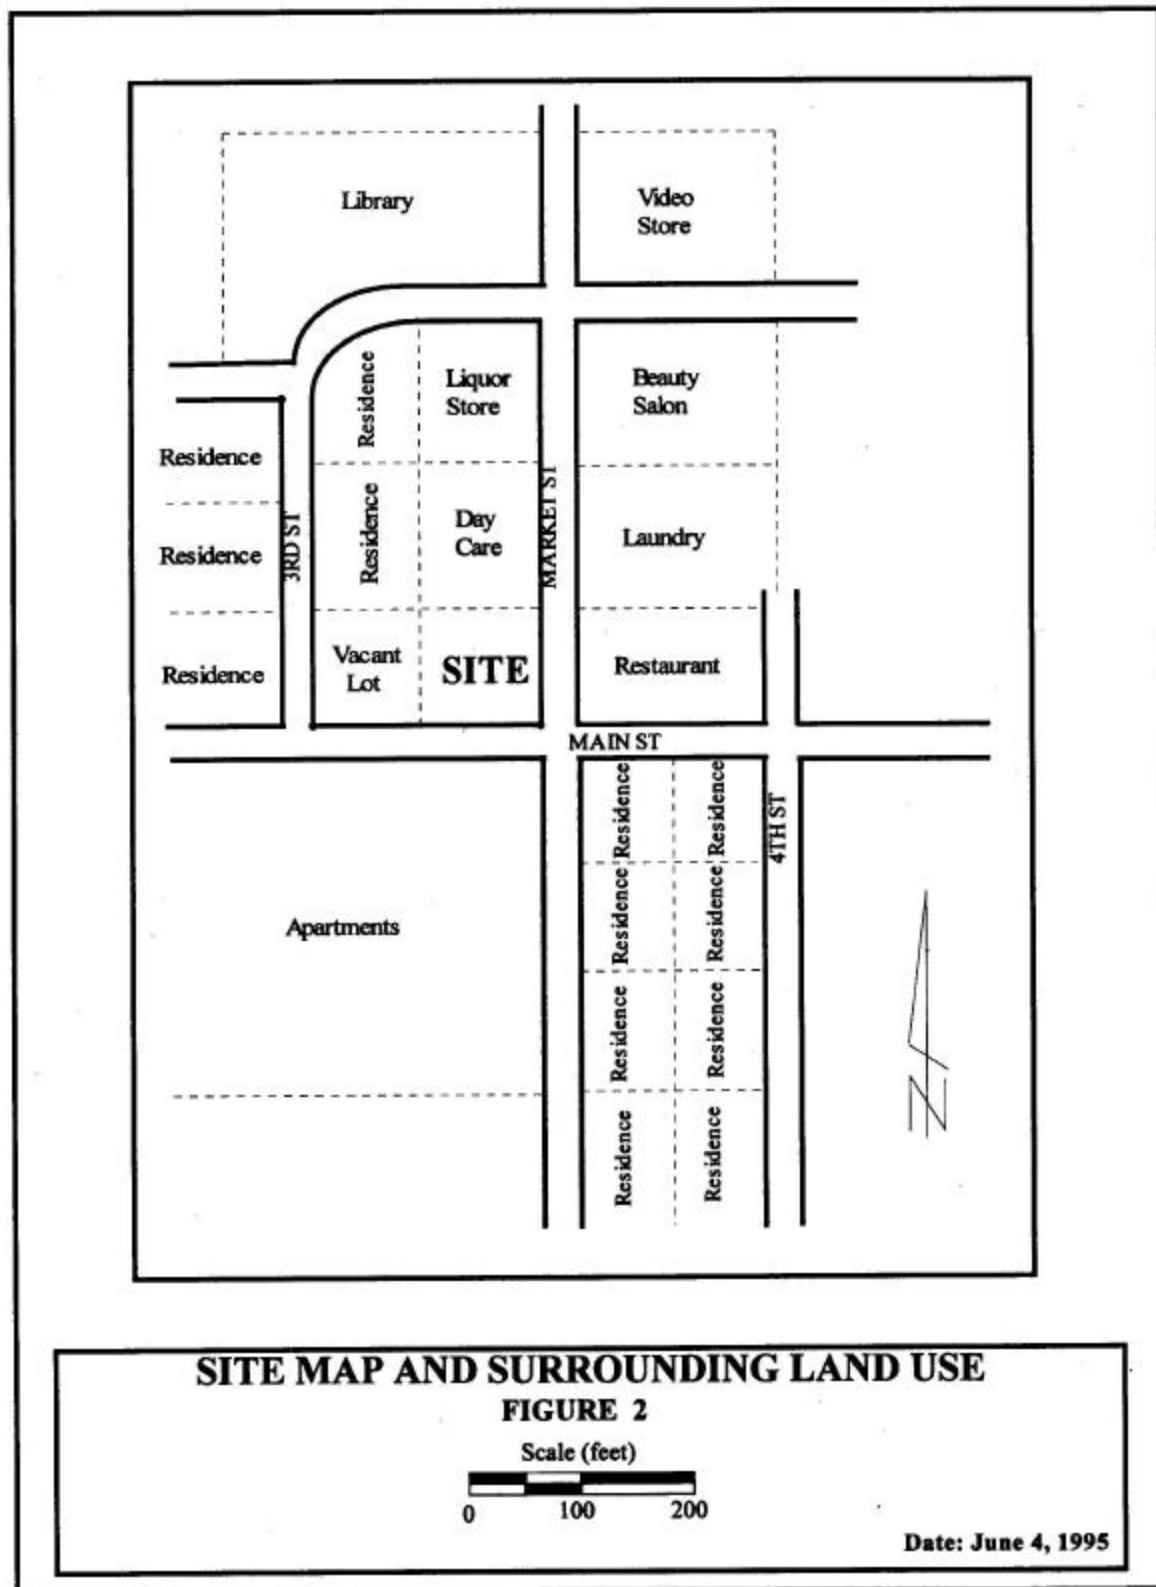 Library
Video
Store
Residence
Liquor
Store
Beauty
Salon
Residence
3RD ST
Residence
Day
Care
MARKET ST
Laundry
Residence
Residence
Vacant
Lot
SITE
Restaurant
MAIN ST
Residence
Residence
4TH ST
Apartments
Residence
Residence
Residence
Residence
Residence
Residence
N
SITE MAP AND SURROUNDING LAND USE
FIGURE 2
Scale (feet)
0 100 200
Date: June 4, 1995